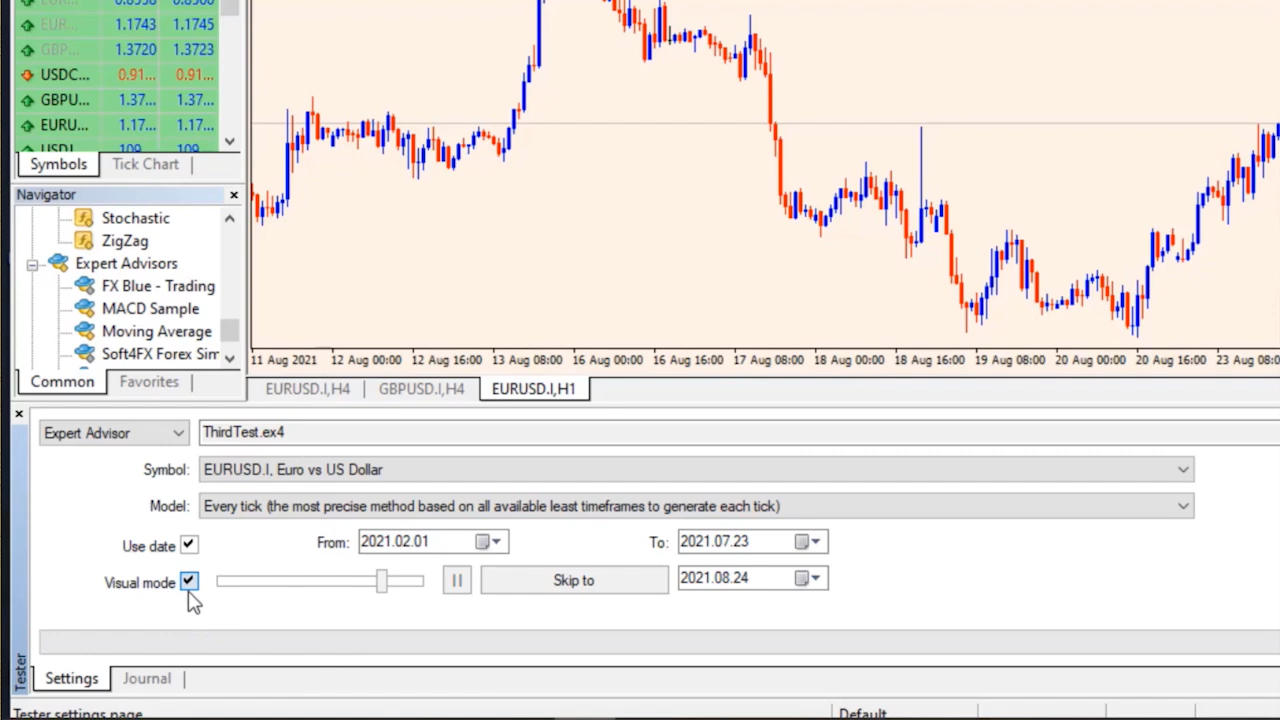 EUR... 1.1743 1.1745
GBP... 1.3720 1.3723
USDC... 0.91... 0.91...
GBPU... 1.37... 1.37...
EURU... 1.17... 1.17...
Symbols Tick Chart
Navigator
Stochastic
ZigZag
Expert Advisors
FX Blue - Trading
MACD Sample
Moving Average
Soft4FX Forex Sim
Common Favorites
11 Aug 2021 12 Aug 00:00 12 Aug 16:00 13 Aug 08:00 16 Aug 00:00 16 Aug 16:00 17 Aug 08:00 18 Aug 00:00 18 Aug 16:00 19 Aug 08:00 20 Aug 00:00 20 Aug 16:00 23 Aug 08:0
EURUSD.I,H4 GBPUSD.I,H4 EURUSD.I,H1
Expert Advisor ThirdTest.ex4
Symbol: EURUSD.I, Euro vs US Dollar
Model: Every tick (the most precise method based on all available least timeframes to generate each tick)
Use date From: 2021.02.01 To: 2021.07.23
Visual mode Skip to 2021.08.24
Tester
Settings Journal
Tester settings page Default